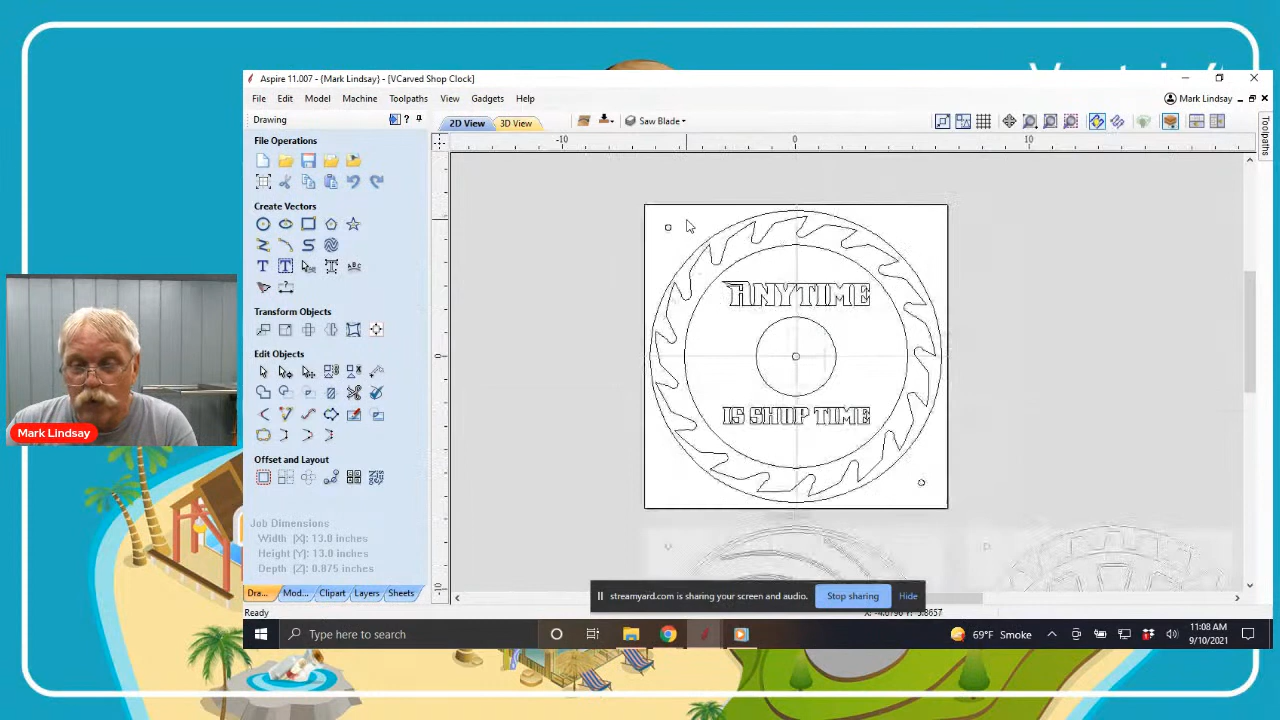 Aspire 11.007 - {Mark Lindsay} - [VCarved Shop Clock]
File Edit Model Machine Toolpaths View Gadgets Help
Mark Lindsay
Drawing
2D View 3D View
Saw Blade
File Operations
Create Vectors
Transform Objects
Edit Objects
Offset and Layout
Job Dimensions
Width [X]: 13.0 inches
Height [Y]: 13.0 inches
Depth [Z]: 0.875 inches
Dra... Mod... Clipart Layers Sheets
Ready
-10 0 10
0
Toolpaths
ANYTIME
IS SHOP TIME
Mark Lindsay
streamyard.com is sharing your screen and audio.
Stop sharing
Hide
Type here to search
69°F Smoke
11:08 AM
9/10/2021